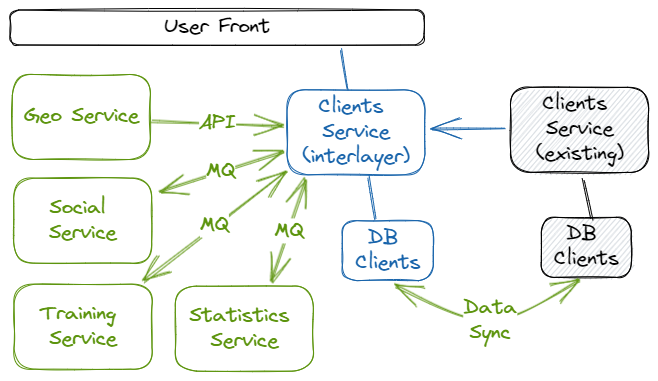 User Front
Geo Service
API
Clients
Service
(interlayer)
Clients
Service
(existing)
MQ
Social
Service
MQ
MQ
DB
Clients
DB
Clients
Training
Service
Statistics
Service
Data
Sync